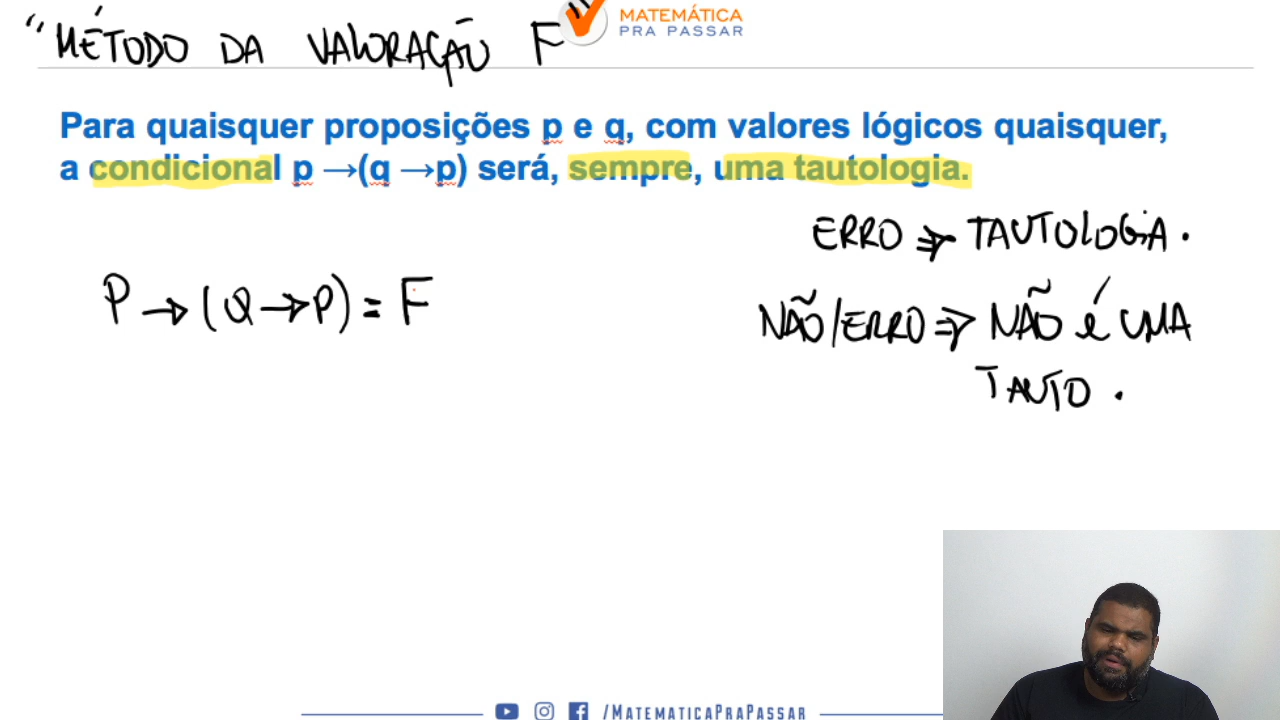 "MÉTODO DA VALORAÇÃO F"
MATEMÁTICA
PRA PASSAR
Para quaisquer proposições p e q, com valores lógicos quaisquer,
a condicional p →(q →p) será, sempre, uma tautologia.
ERRO ⇒ TAUTOLOGIA.
P → (Q → P) = F
NÃO/ERRO ⇒ NÃO é UMA
TAUTO.
/MATEMATICAPRAPASSAR